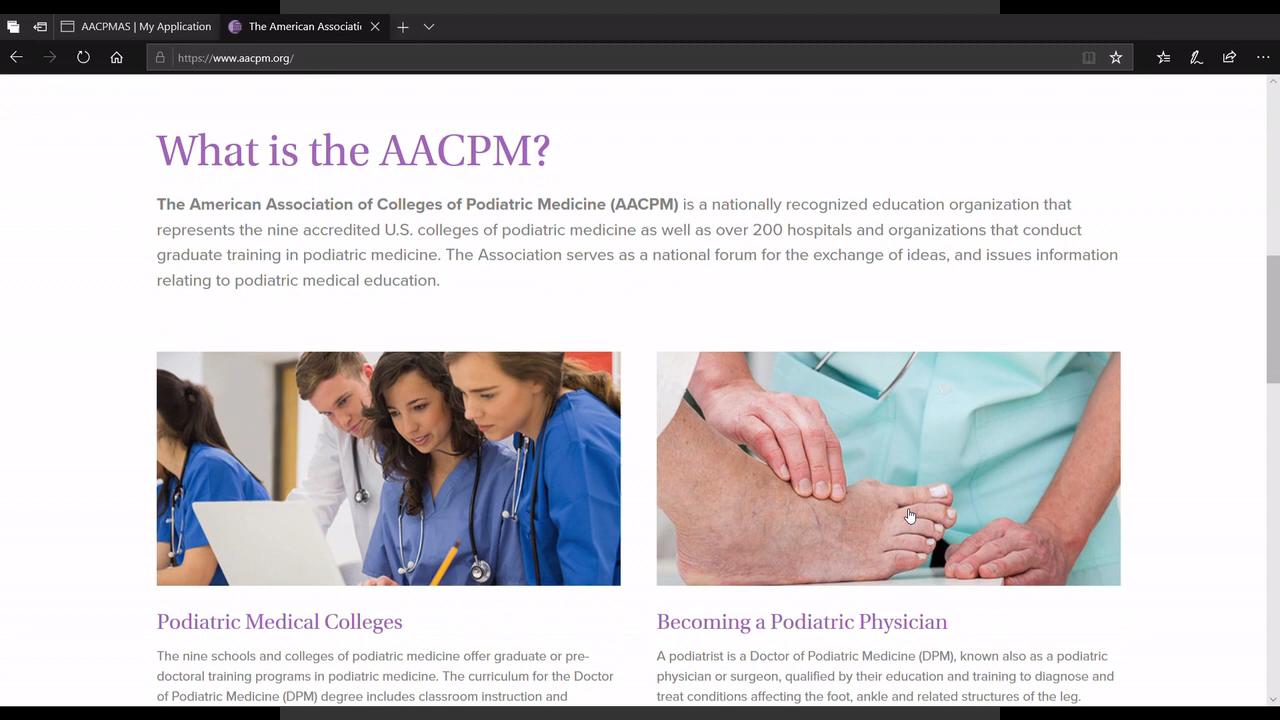 AACPMAS | My Application
The American Associati
https://www.aacpm.org/
What is the AACPM?
The American Association of Colleges of Podiatric Medicine (AACPM) is a nationally recognized education organization that
represents the nine accredited U.S. colleges of podiatric medicine as well as over 200 hospitals and organizations that conduct
graduate training in podiatric medicine. The Association serves as a national forum for the exchange of ideas, and issues information
relating to podiatric medical education.
Podiatric Medical Colleges
The nine schools and colleges of podiatric medicine offer graduate or pre-
doctoral training programs in podiatric medicine. The curriculum for the Doctor
of Podiatric Medicine (DPM) degree includes classroom instruction and
Becoming a Podiatric Physician
A podiatrist is a Doctor of Podiatric Medicine (DPM), known also as a podiatric
physician or surgeon, qualified by their education and training to diagnose and
treat conditions affecting the foot, ankle and related structures of the leg.